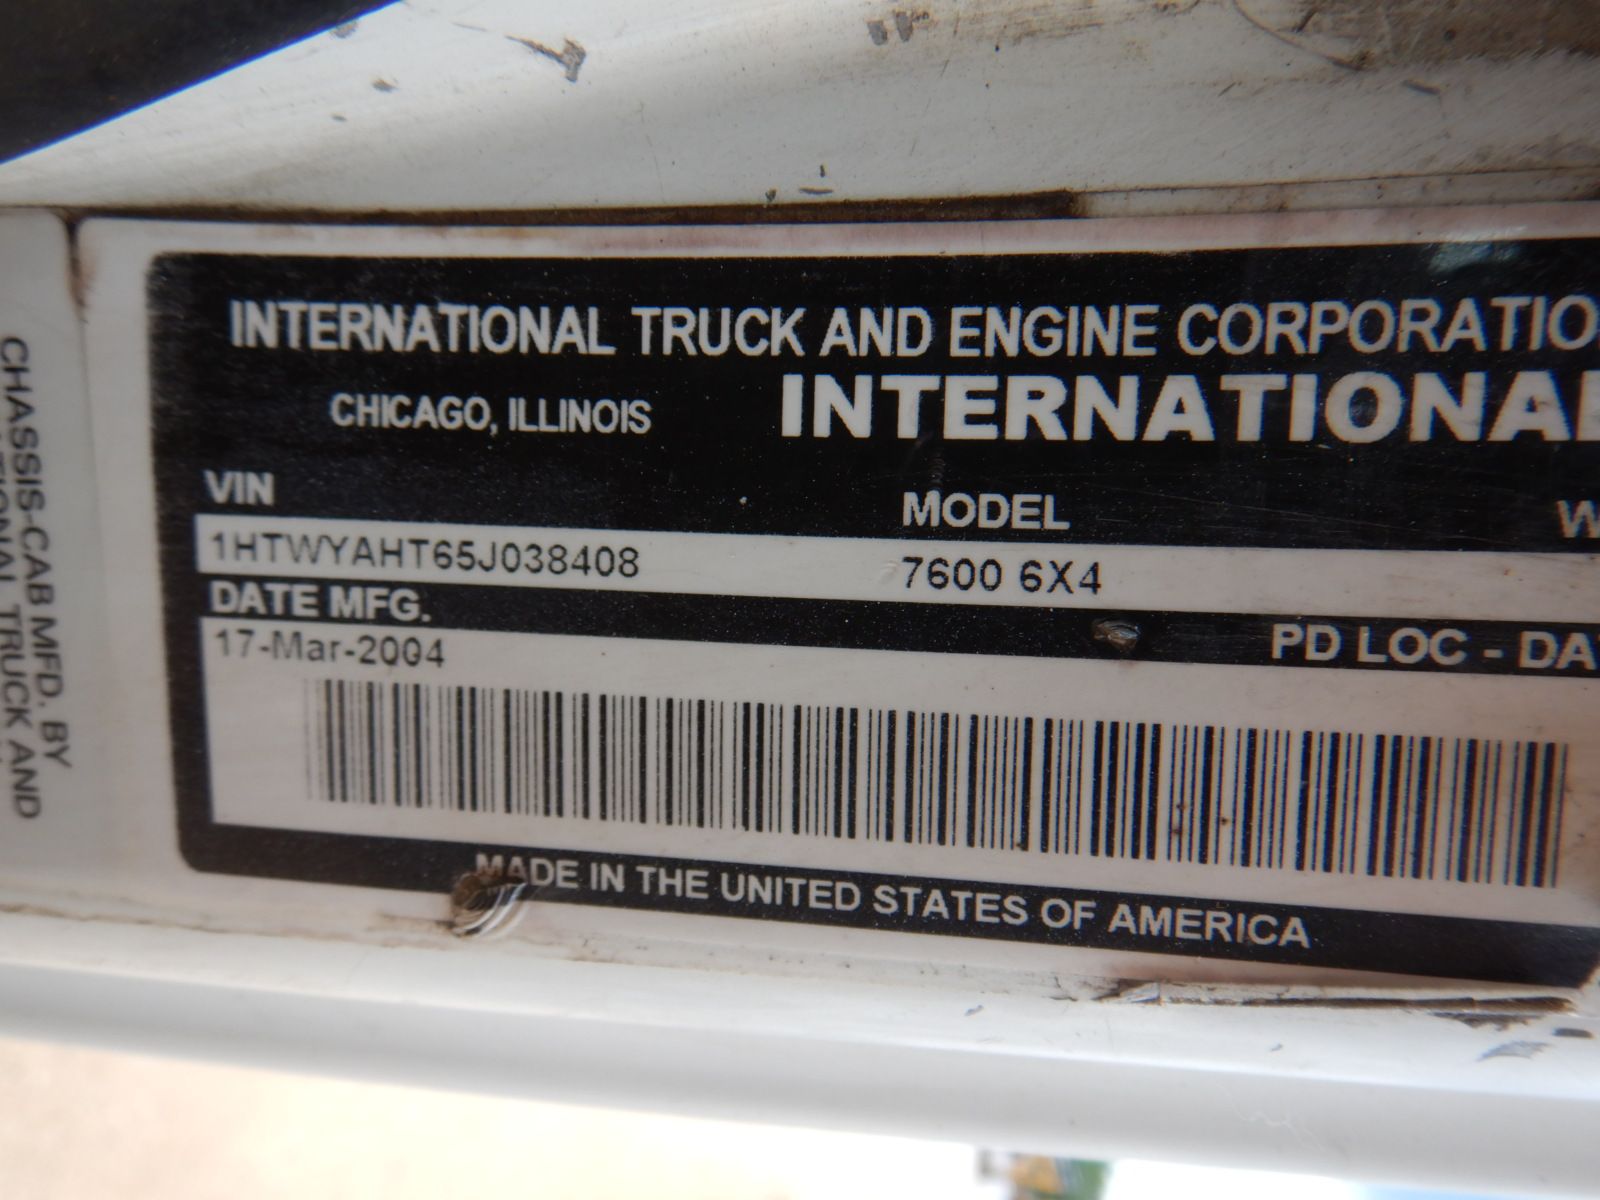 INTERNATIONAL TRUCK AND ENGINE CORPORATIO
CHICAGO, ILLINOIS
INTERNATIONAL
VIN
MODEL
W
1HTWYAHT65J038408
7600 6X4
DATE MFG.
PD LOC - DA
17-Mar-2004
MADE IN THE UNITED STATES OF AMERICA
CHASSIS-CAB MFD. BY
TRUCK AND